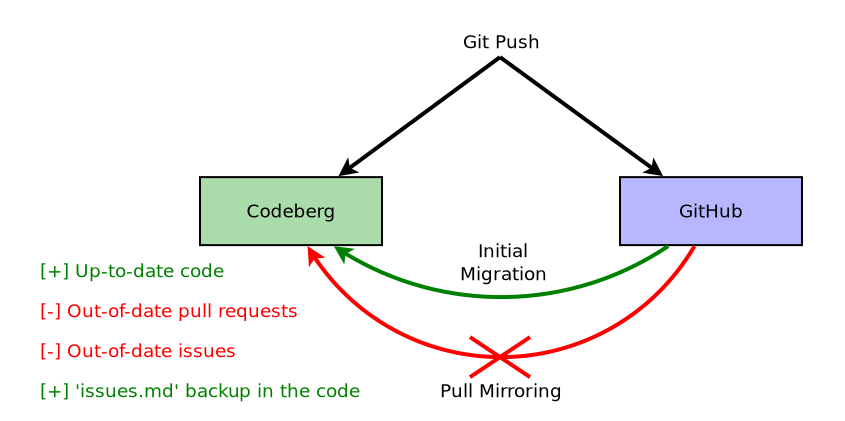 Git Push
Codeberg
GitHub
Initial
Migration
[+] Up-to-date code
[-] Out-of-date pull requests
[-] Out-of-date issues
[+] 'issues.md' backup in the code
Pull Mirroring